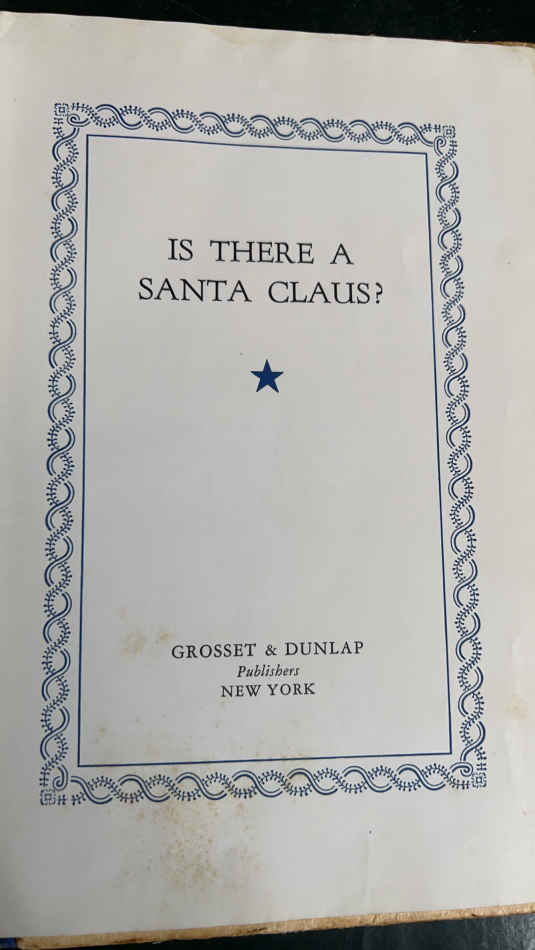 IS THERE A
SANTA CLAUS?
GROSSET & DUNLAP
Publishers
NEW YORK